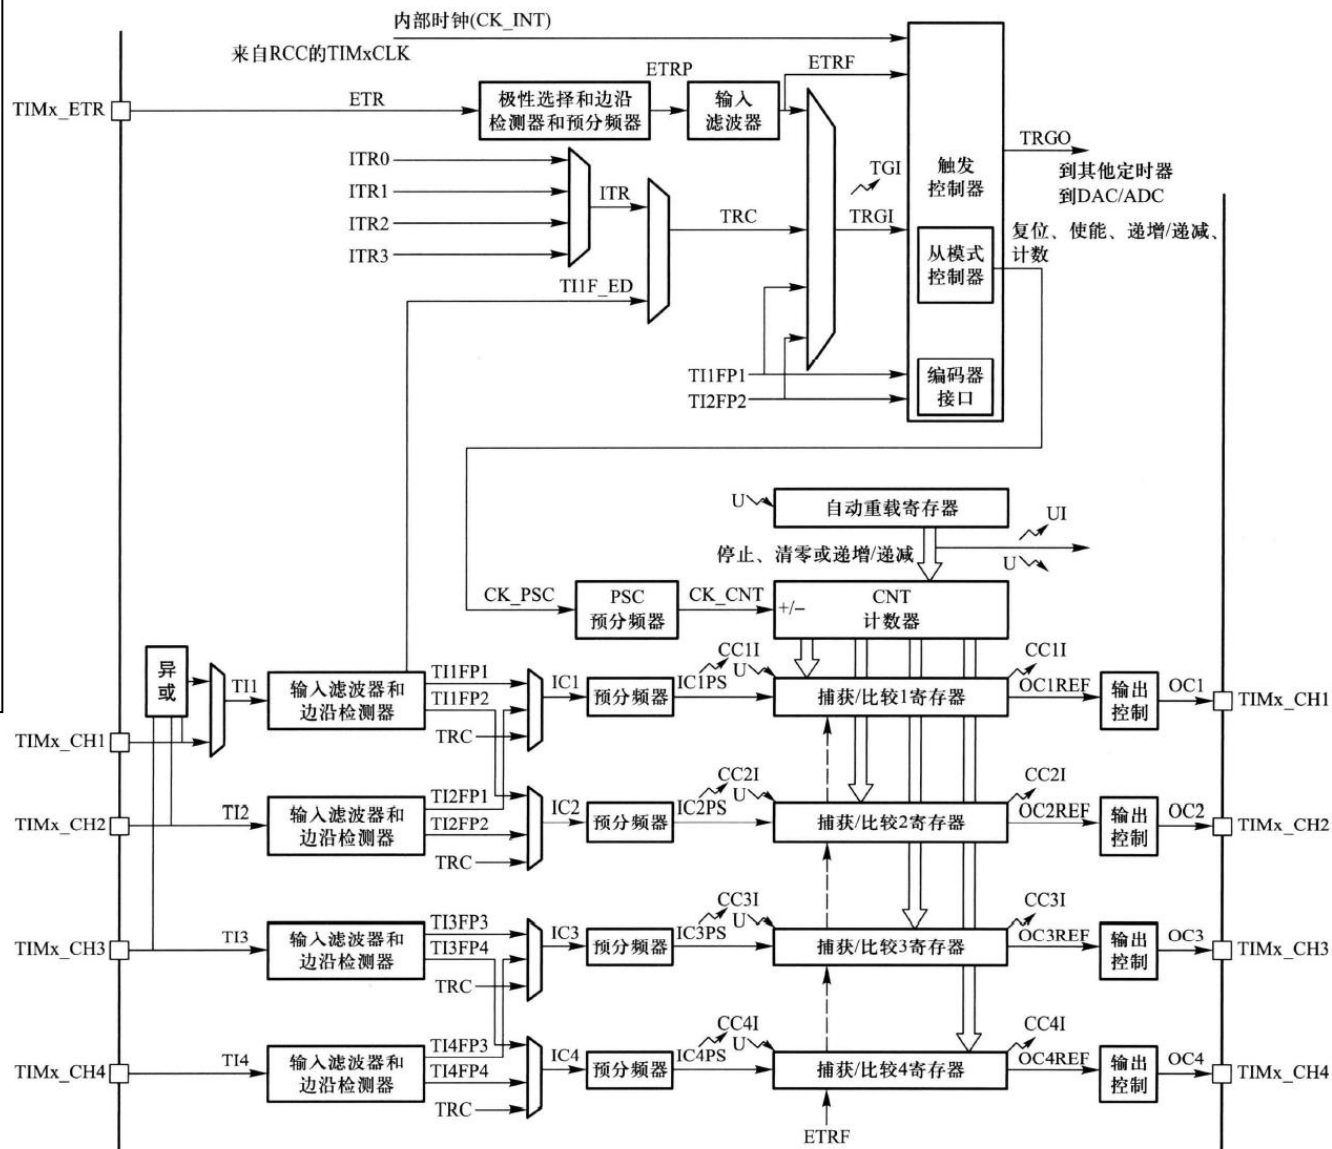 内部时钟(CK_INT)
来自RCC的TIMxCLK
ETRF
ETRP
TIMx_ETR
ETR
极性选择和边沿
检测器和预分频器
输入
滤波器
TRGO
到其他定时器
到DAC/ADC
触发
控制器
ITR0
ITR1
ITR2
ITR3
ITR
TRC
TGI
TRGI
复位、使能、递增/递减、
计数
从模式
控制器
TI1F_ED
TI1FP1
TI2FP2
编码器
接口
U
自动重载寄存器
UI
停止、清零或递增/递减
U
CK_PSC
PSC
预分频器
CK_CNT
+/−
CNT
计数器
异
或
TI1
输入滤波器和
边沿检测器
TI1FP1
TI1FP2
TRC
IC1
预分频器
CC1I
U
IC1PS
捕获/比较1寄存器
CC1I
OC1REF
输出
控制
OC1
TIMx_CH1
TIMx_CH1
TIMx_CH2
TI2
输入滤波器和
边沿检测器
TI2FP1
TI2FP2
TRC
IC2
预分频器
CC2I
U
IC2PS
捕获/比较2寄存器
CC2I
OC2REF
输出
控制
OC2
TIMx_CH2
TIMx_CH3
TI3
输入滤波器和
边沿检测器
TI3FP3
TI3FP4
TRC
IC3
预分频器
CC3I
U
IC3PS
捕获/比较3寄存器
CC3I
OC3REF
输出
控制
OC3
TIMx_CH3
TIMx_CH4
TI4
输入滤波器和
边沿检测器
TI4FP3
TI4FP4
TRC
IC4
预分频器
CC4I
U
IC4PS
捕获/比较4寄存器
CC4I
OC4REF
输出
控制
OC4
TIMx_CH4
ETRF